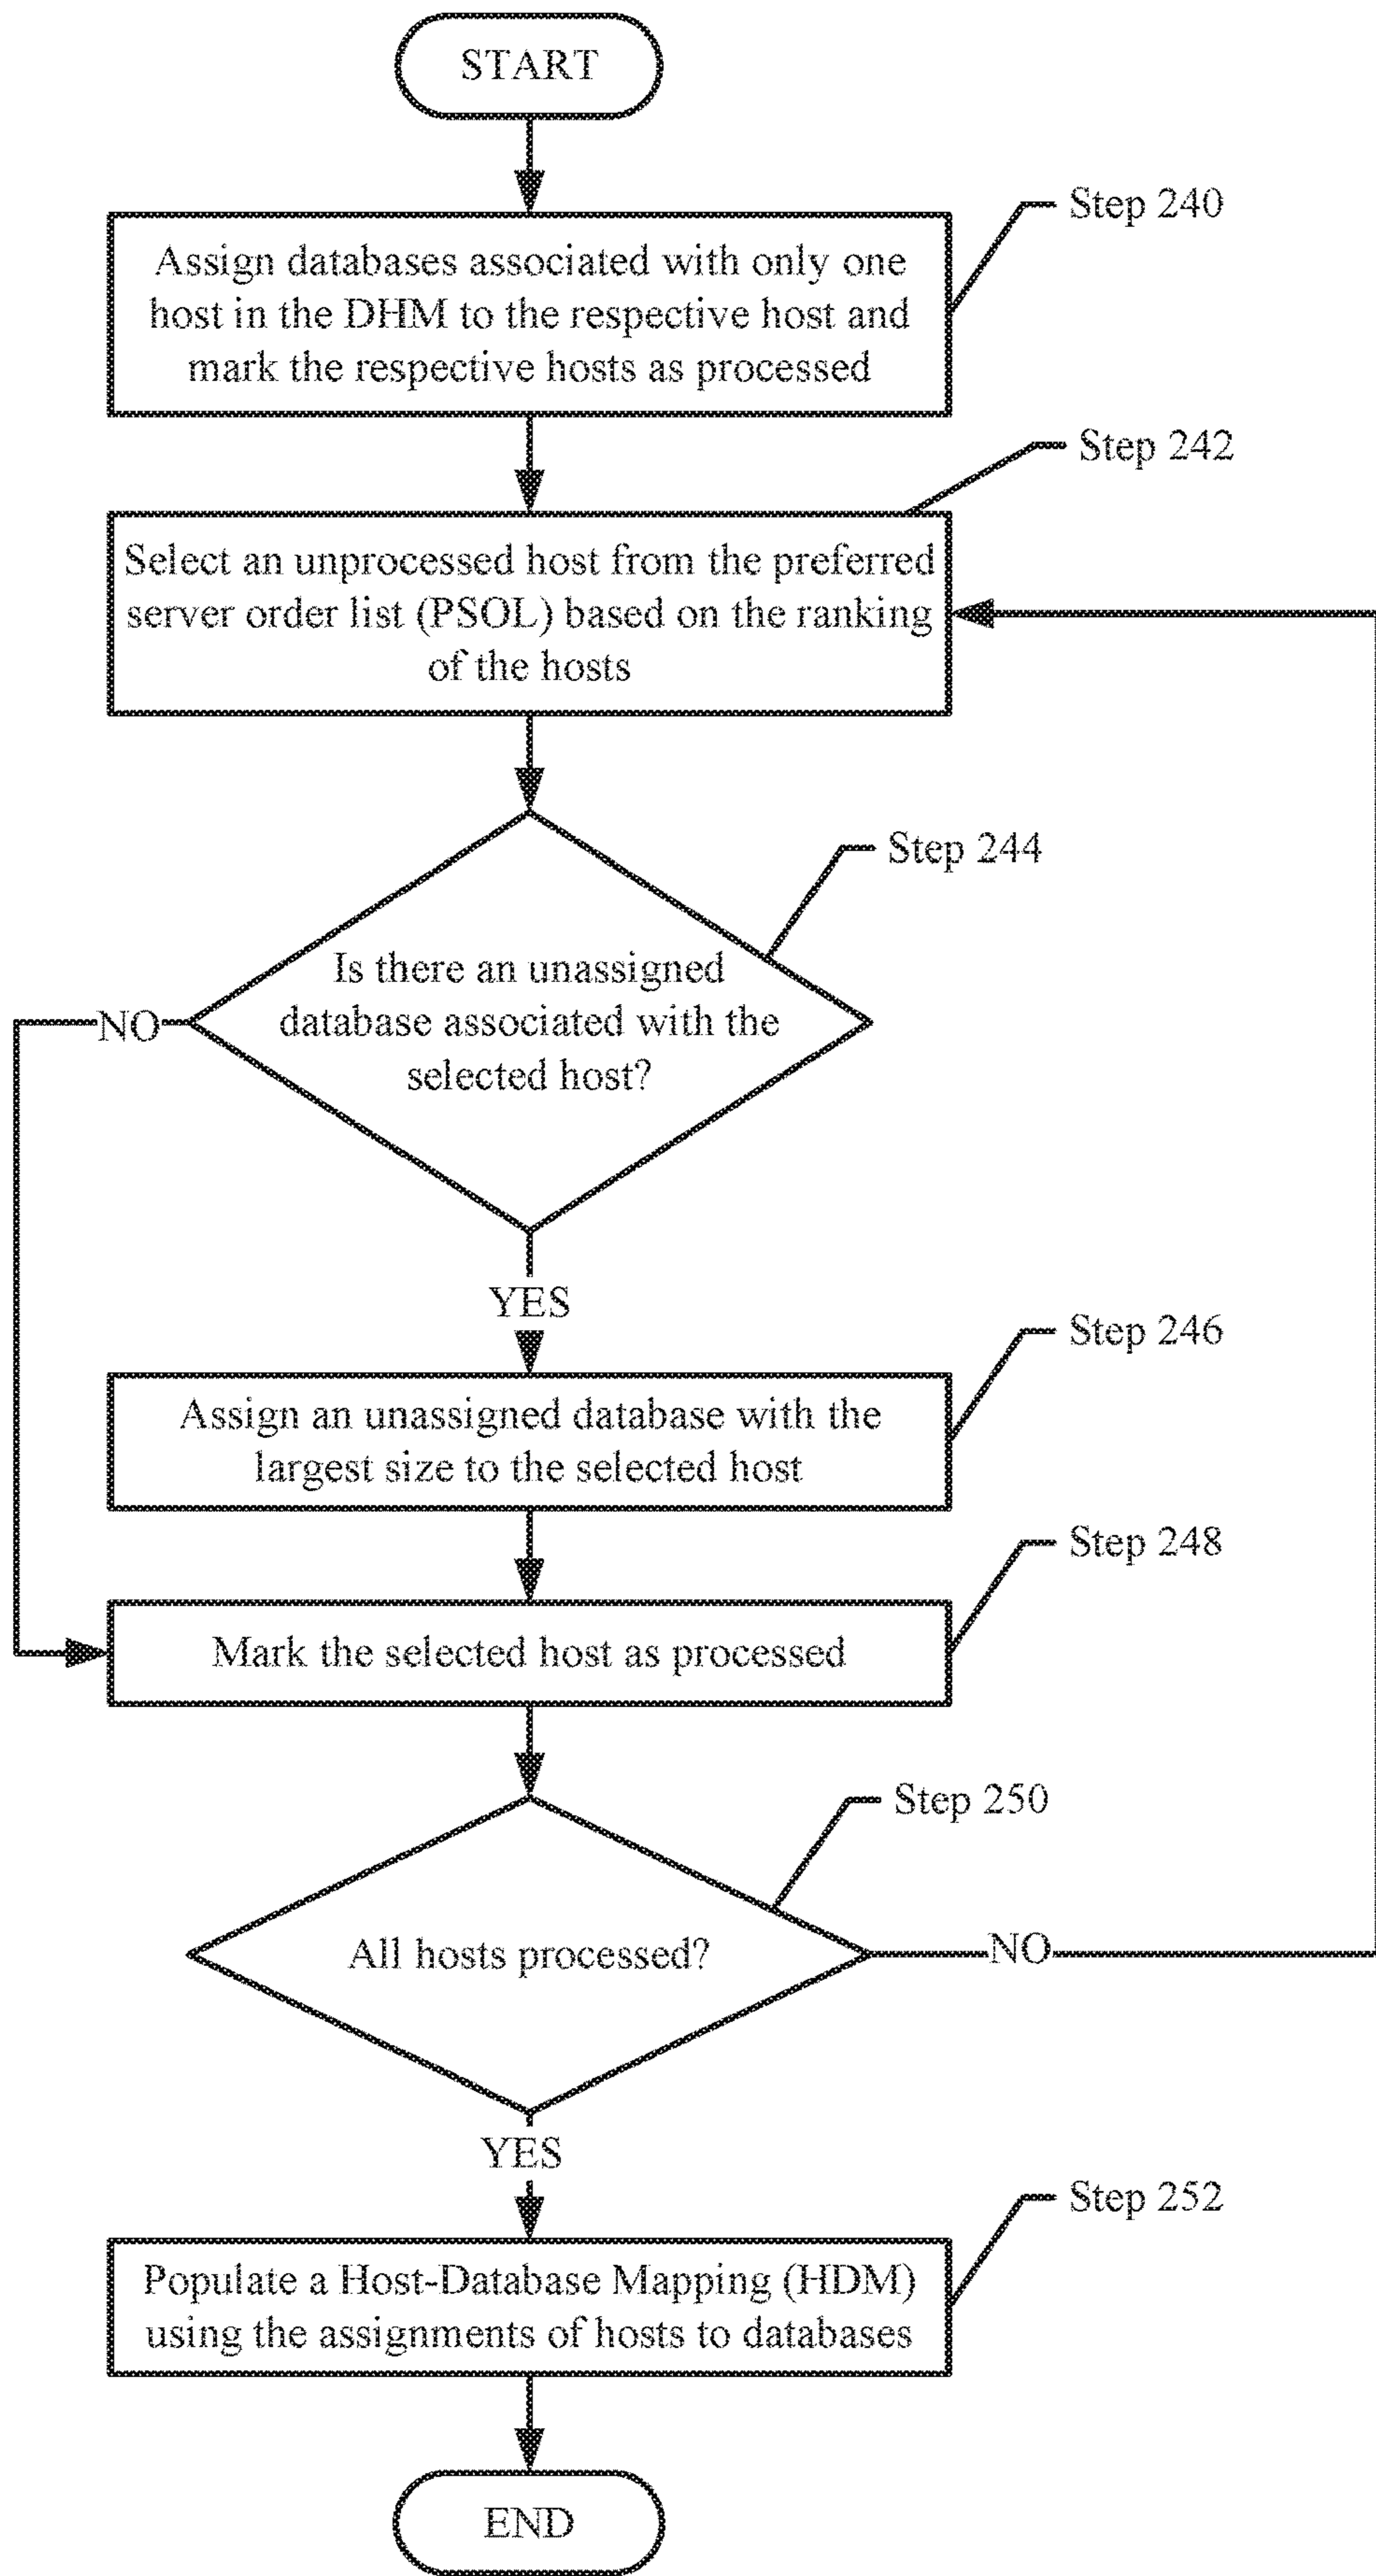 START
Step 240
Assign databases associated with only one
host in the DHM to the respective host and
mark the respective hosts as processed
Step 242
Select an unprocessed host from the preferred
server order list (PSOL) based on the ranking
of the hosts
Step 244
Is there an unassigned
database associated with the
selected host?
NO
YES
Step 246
Assign an unassigned database with the
largest size to the selected host
Step 248
Mark the selected host as processed
Step 250
All hosts processed?
NO
YES
Step 252
Populate a Host-Database Mapping (HDM)
using the assignments of hosts to databases
END